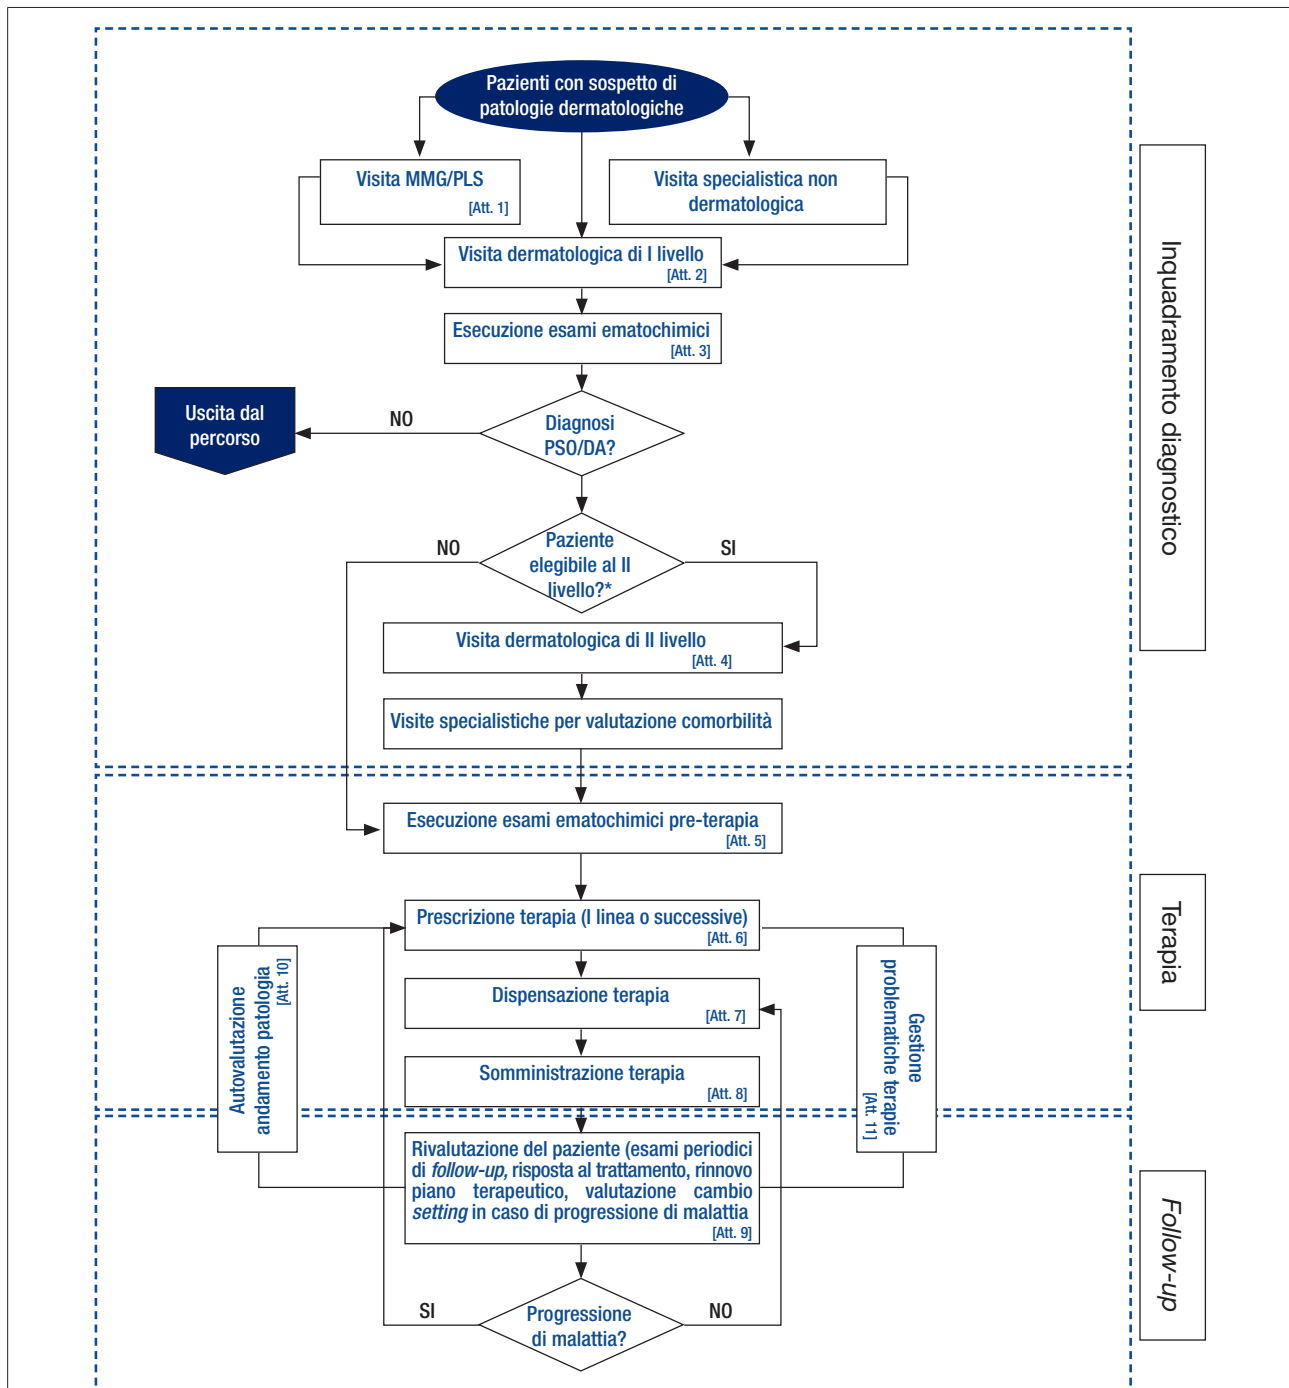 Pazienti con sospetto di
patologie dermatologiche
Visita MMG/PLS
[Att. 1]
Visita specialistica non
dermatologica
Visita dermatologica di I livello
[Att. 2]
Esecuzione esami ematochimici
[Att. 3]
Uscita dal
percorso
NO
Diagnosi
PSO/DA?
NO
Paziente
elegibile al II
livello?*
SI
Visita dermatologica di II livello
[Att. 4]
Visite specialistiche per valutazione comorbilità
Inquadramento diagnostico
Esecuzione esami ematochimici pre-terapia
[Att. 5]
Prescrizione terapia (I linea o successive)
[Att. 6]
Dispensazione terapia
[Att. 7]
Somministrazione terapia
[Att. 8]
Autovalutazione
andamento patologia
[Att. 10]
Gestione
problematiche terapie
[Att. 11]
Terapia
Rivalutazione del paziente (esami periodici
di follow-up, risposta al trattamento, rinnovo
piano terapeutico, valutazione cambio
setting in caso di progressione di malattia
[Att. 9]
SI
Progressione
di malattia?
NO
Follow-up